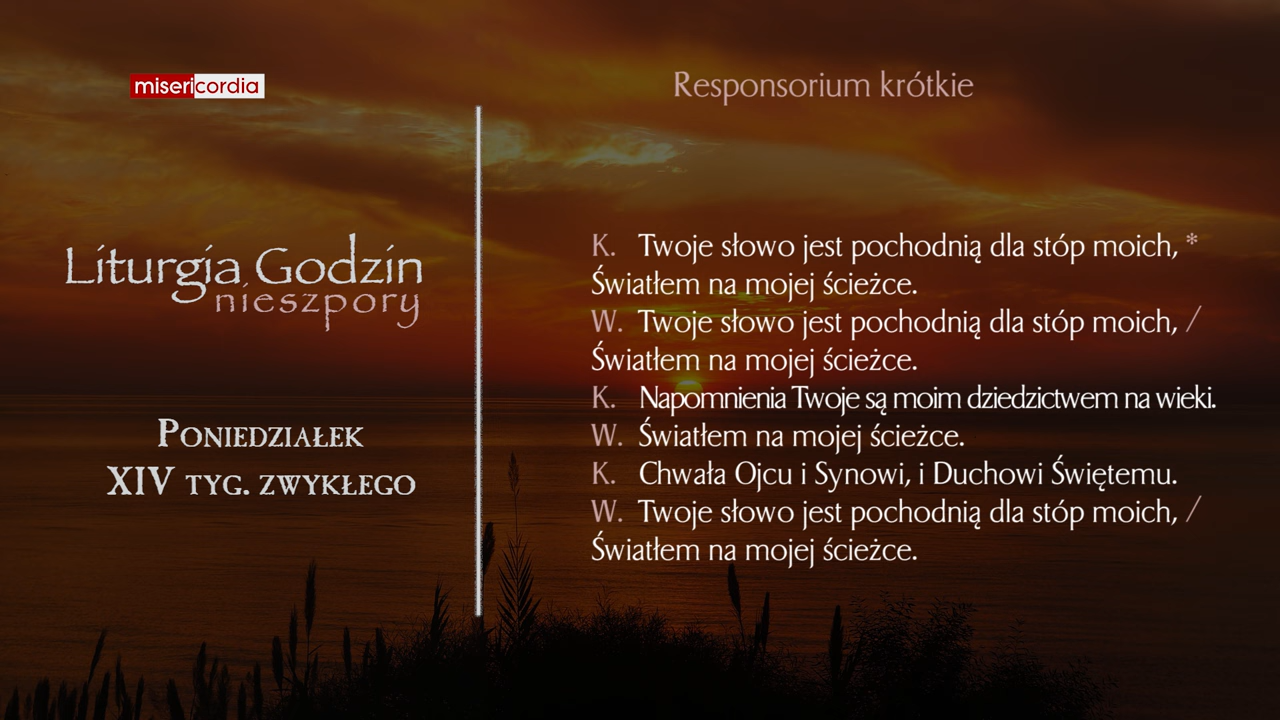 misericordia
Liturgia Godzin
nieszpory
Poniedziałek
XIV tyg. zwykłego
Responsorium krótkie
K. Twoje słowo jest pochodnią dla stóp moich, *
Światłem na mojej ścieżce.
W. Twoje słowo jest pochodnią dla stóp moich, /
Światłem na mojej ścieżce.
K. Napomnienia Twoje są moim dziedzictwem na wieki.
W. Światłem na mojej ścieżce.
K. Chwała Ojcu i Synowi, i Duchowi Świętemu.
W. Twoje słowo jest pochodnią dla stóp moich, /
Światłem na mojej ścieżce.